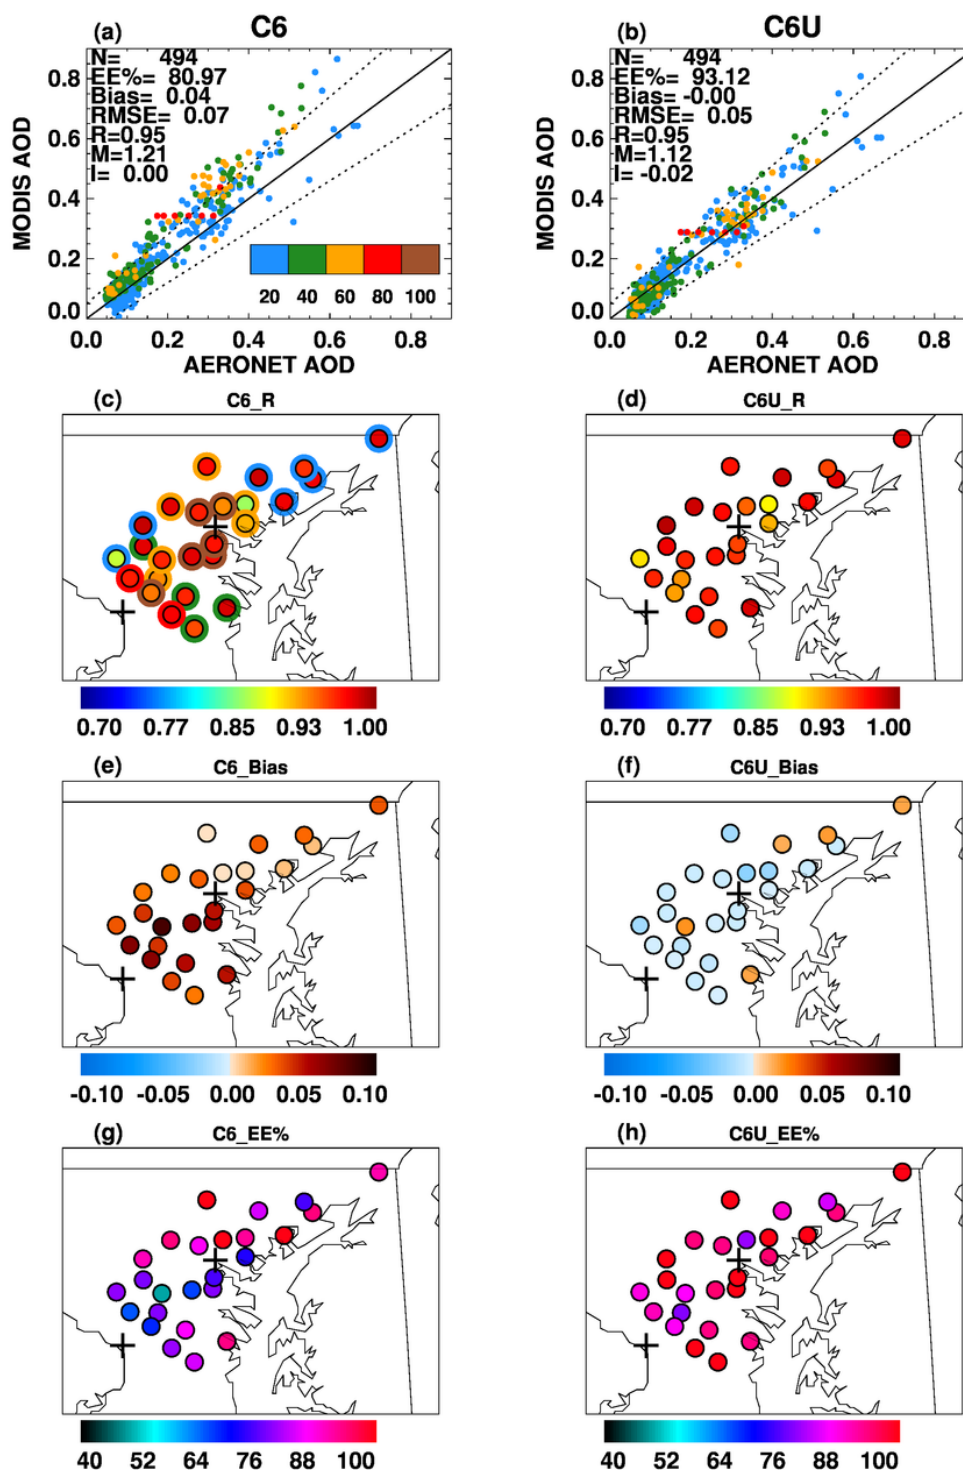 (a) C6
N= 494
EE%= 80.97
Bias= 0.04
RMSE= 0.07
R=0.95
M=1.21
I= 0.00
0.8
0.6
0.4
0.2
0.0
MODIS AOD
20 40 60 80 100
0.0 0.2 0.4 0.6 0.8
AERONET AOD
(b) C6U
N= 494
EE%= 93.12
Bias= -0.00
RMSE= 0.05
R=0.95
M=1.12
I= -0.02
0.8
0.6
0.4
0.2
0.0
MODIS AOD
0.0 0.2 0.4 0.6 0.8
AERONET AOD
(c) C6_R
0.70 0.77 0.85 0.93 1.00
(d) C6U_R
0.70 0.77 0.85 0.93 1.00
(e) C6_Bias
-0.10 -0.05 0.00 0.05 0.10
(f) C6U_Bias
-0.10 -0.05 0.00 0.05 0.10
(g) C6_EE%
40 52 64 76 88 100
(h) C6U_EE%
40 52 64 76 88 100